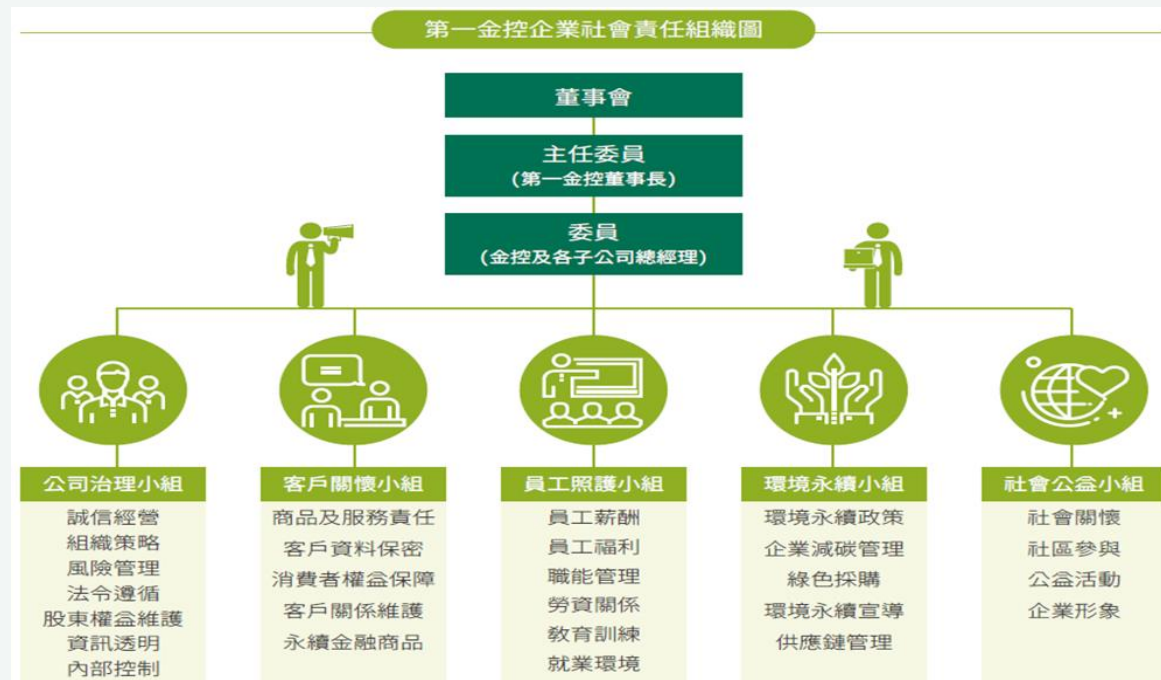 第一金控企業社會責任組織圖
董事會
主任委員
(第一金控董事長)
委員
(金控及各子公司總經理)
公司治理小組
誠信經營
組織策略
風險管理
法令遵循
股東權益維護
資訊透明
內部控制
客戶關懷小組
商品及服務責任
客戶資料保密
消費者權益保障
客戶關係維護
永續金融商品
員工照護小組
員工薪酬
員工福利
職能管理
勞資關係
教育訓練
就業環境
環境永續小組
環境永續政策
企業減碳管理
綠色採購
環境永續宣導
供應鏈管理
社會公益小組
社會關懷
社區參與
公益活動
企業形象